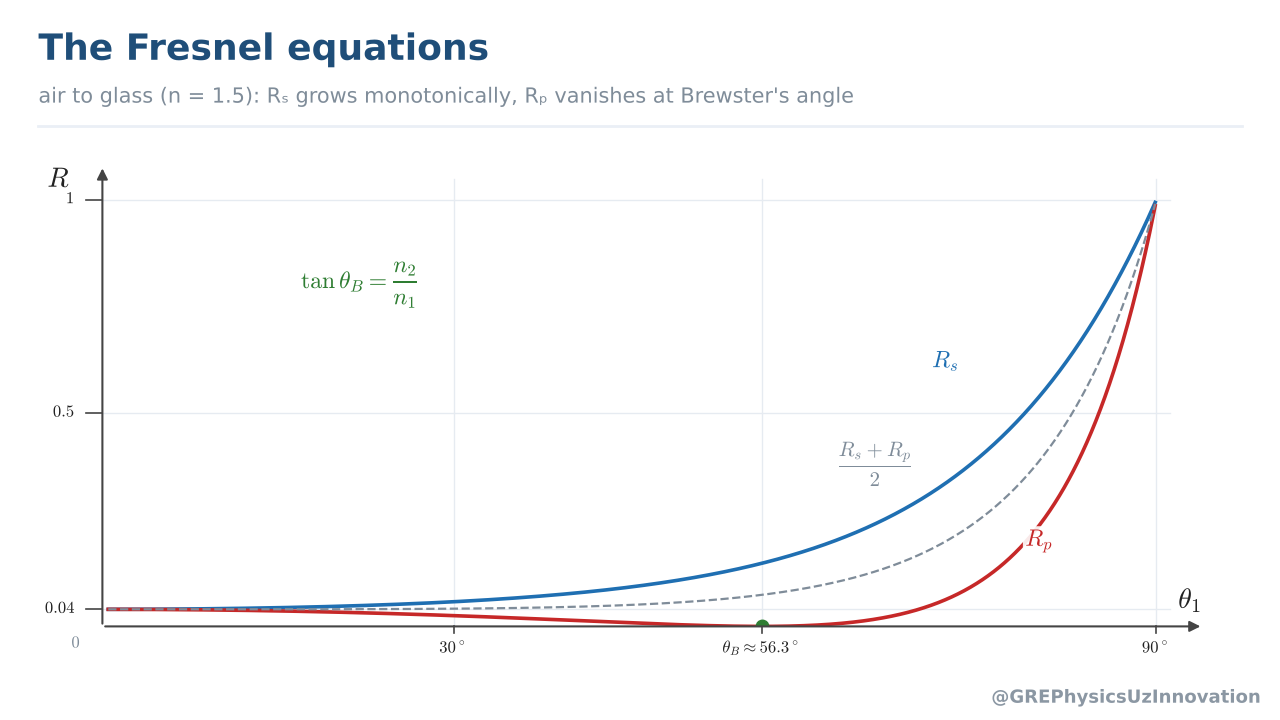 The Fresnel equations
air to glass (n = 1.5): Rₛ grows monotonically, Rₚ vanishes at Brewster's angle
R
1
tan θ_B = n₂/n₁
R_s
0.5
(R_s + R_p)/2
R_p
0.04
θ₁
0
30°
θ_B ≈ 56.3°
90°
@GREPhysicsUzInnovation